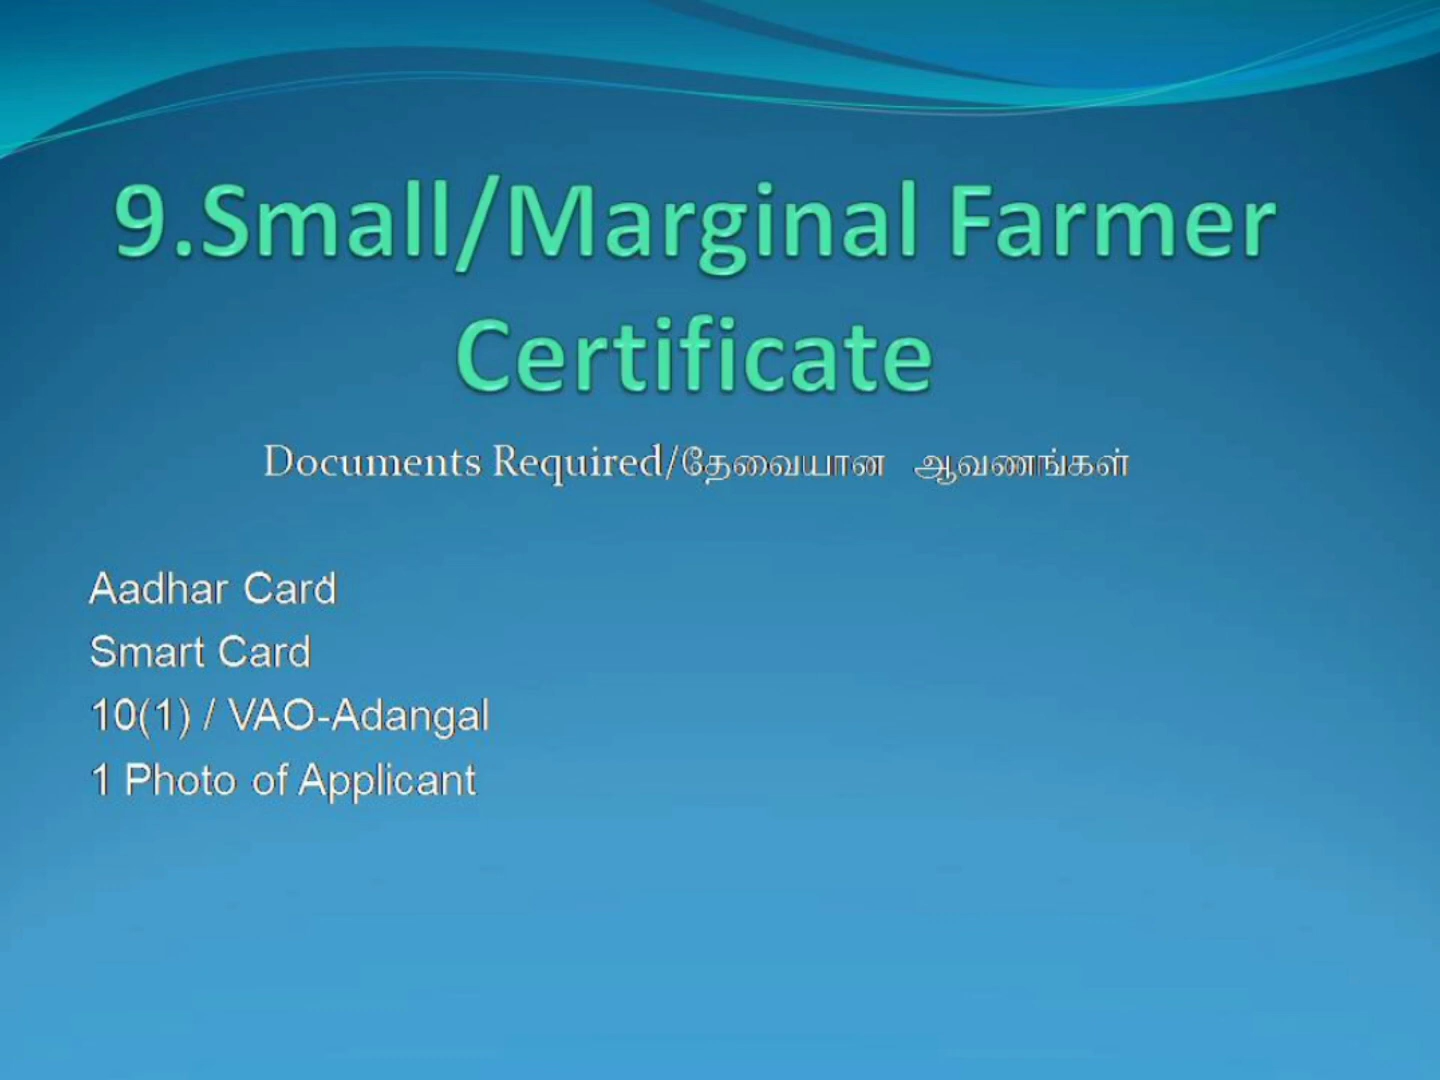 9.Small/Marginal Farmer
Certificate
Documents Required/தேவையான ஆவணங்கள்
Aadhar Card
Smart Card
10(1) / VAO-Adangal
1 Photo of Applicant